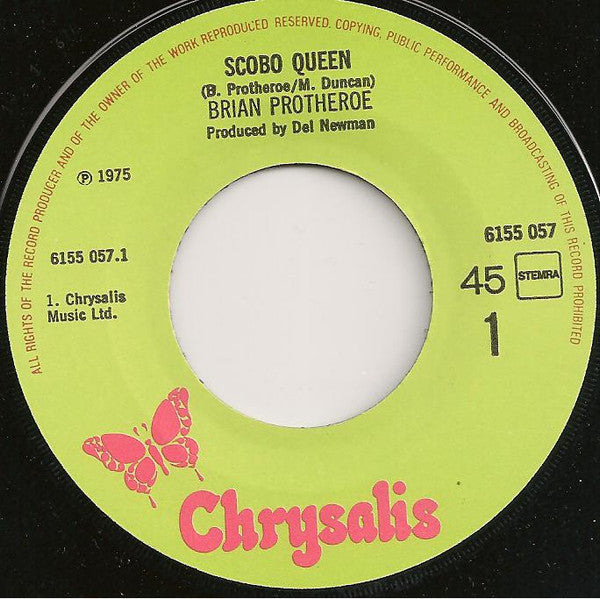 ALL RIGHTS OF THE RECORD PRODUCER AND OF THE OWNER OF THE WORK REPRODUCED RESERVED. COPYING, PUBLIC PERFORMANCE AND BROADCASTING OF THIS RECORD PROHIBITED
SCOBO QUEEN
(B. Protheroe/M. Duncan)
BRIAN PROTHEROE
Produced by Del Newman
℗ 1975
6155 057.1
6155 057
1. Chrysalis
Music Ltd.
45 STEMRA
1
Chrysalis